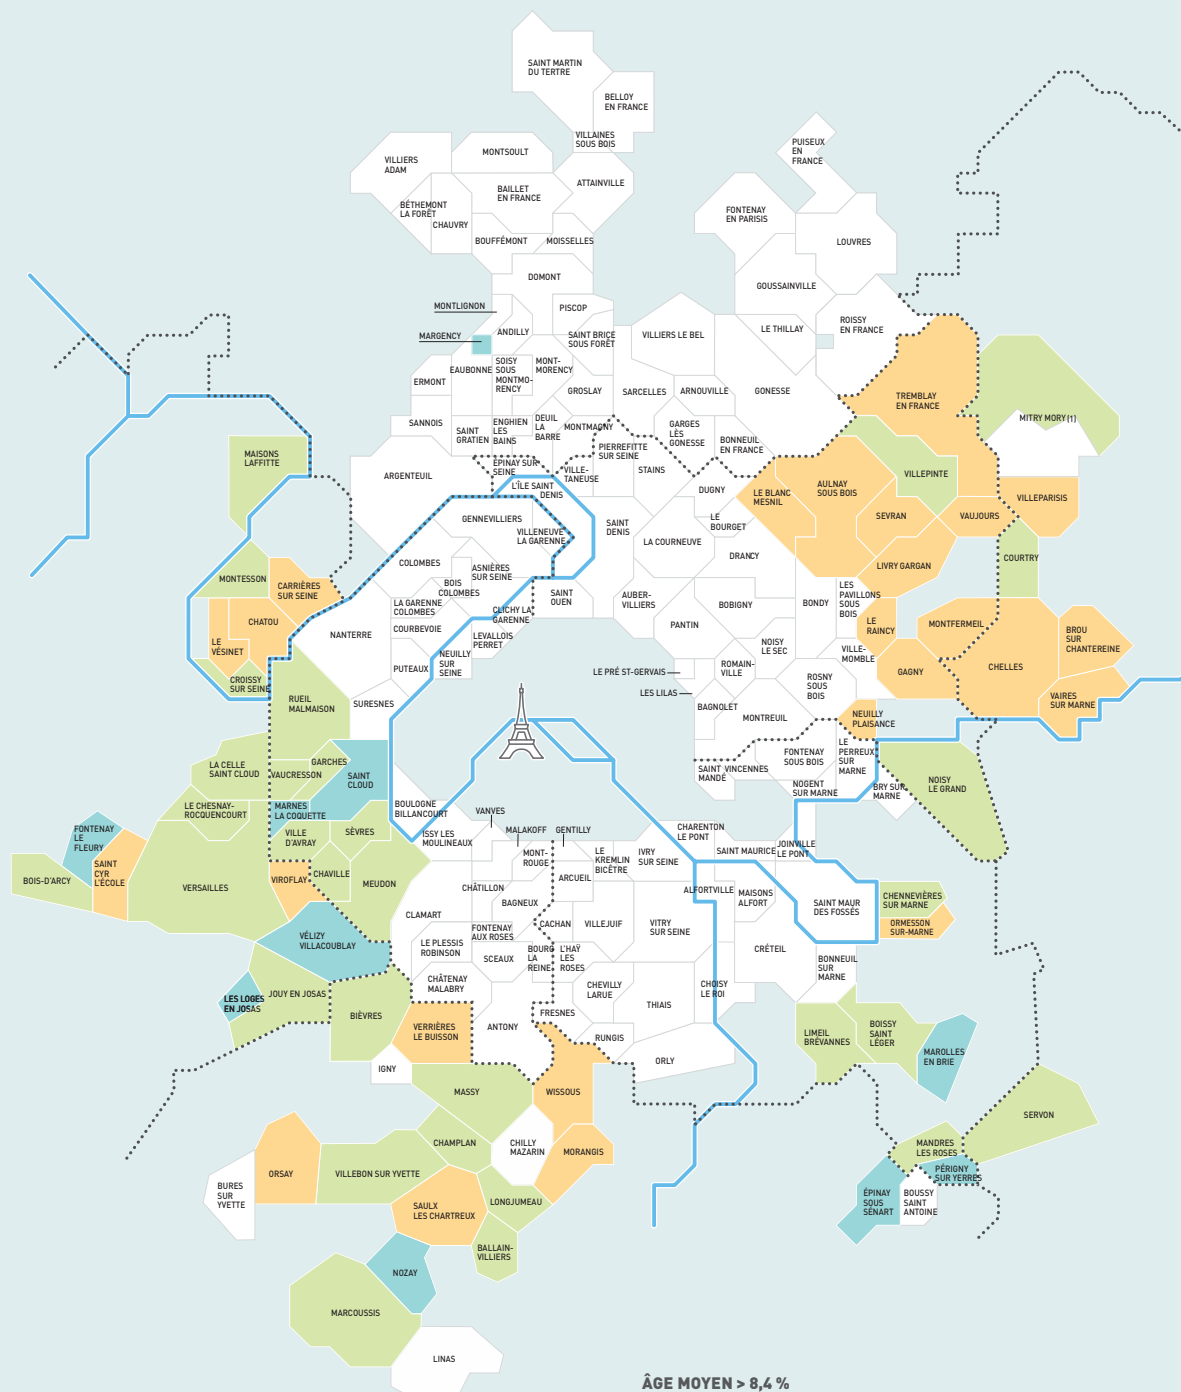 SAINT MARTIN
DU TERTRE
BELLOY
EN FRANCE
VILLAINES
SOUS BOIS
PUISEUX
EN
FRANCE
VILLIERS
ADAM
MONTSOULT
ATTAINVILLE
BAILLET
EN FRANCE
BÉTHEMONT
LA FORÊT
CHAUVRY
FONTENAY
EN PARISIS
BOUFFÉMONT
MOISSELLES
LOUVRES
DOMONT
GOUSSAINVILLE
MONTLIGNON
PISCOP
ROISSY
EN FRANCE
MARGENCY
ANDILLY
SAINT BRICE
SOUS FORÊT
VILLIERS LE BEL
LE THILLAY
EAUBONNE
SOISY
SOUS
MONTMO-
RENCY
MONT-
MORENCY
ERMONT
GROSLAY
SARCELLES
ARNOUVILLE
GONESSE
TREMBLAY
EN FRANCE
MITRY MORY (1)
SANNOIS
SAINT
GRATIEN
ENGHIEN
LES
BAINS
DEUIL
LA
BARRE
MONTMAGNY
GARGES
LÈS
GONESSE
BONNEUIL
EN FRANCE
PIERREFITTE
SUR SEINE
MAISONS
LAFFITTE
ARGENTEUIL
ÉPINAY SUR
SEINE
VILLE-
TANEUSE
STAINS
VILLEPINTE
L'ÎLE SAINT
DENIS
DUGNY
LE BLANC
MESNIL
AULNAY
SOUS BOIS
VILLEPARISIS
GENNEVILLIERS
VILLENEUVE
LA GARENNE
SAINT
DENIS
LE
BOURGET
SEVRAN
VAUJOURS
LA COURNEUVE
DRANCY
COURTRY
COLOMBES
ASNIÈRES
SUR SEINE
BOIS
COLOMBES
LIVRY GARGAN
MONTESSON
CARRIÈRES
SUR SEINE
LA GARENNE
COLOMBES
CLICHY LA
GARENNE
SAINT
OUEN
AUBER-
VILLIERS
BOBIGNY
BONDY
LES
PAVILLONS
SOUS
BOIS
CHATOU
LE
VÉSINET
NANTERRE
COURBEVOIE
LEVALLOIS
PERRET
PANTIN
LE
RAINCY
MONTFERMEIL
BROU
SUR
CHANTEREINE
NOISY
LE SEC
VILLE-
MOMBLE
CROISSY
SUR SEINE
PUTEAUX
NEUILLY
SUR
SEINE
LE PRÉ ST-GERVAIS
ROMAIN-
VILLE
GAGNY
CHELLES
RUEIL
MALMAISON
SURESNES
LES LILAS
ROSNY
SOUS
BOIS
BAGNOLET
MONTREUIL
NEUILLY
PLAISANCE
VAIRES
SUR MARNE
LA CELLE
SAINT CLOUD
GARCHES
VAUCRESSON
SAINT
CLOUD
SAINT
MANDÉ
VINCENNES
FONTENAY
SOUS BOIS
LE
PERREUX
SUR
MARNE
NOISY
LE GRAND
NOGENT
SUR MARNE
BRY SUR
MARNE
LE CHESNAY-
ROCQUENCOURT
MARNES
LA COQUETTE
BOULOGNE
BILLANCOURT
VANVES
FONTENAY
LE
FLEURY
VILLE
D'AVRAY
SÈVRES
ISSY LES
MOULINEAUX
MALAKOFF
GENTILLY
CHARENTON
LE PONT
SAINT MAURICE
JOINVILLE
LE PONT
MONT-
ROUGE
LE
KREMLIN
BICÊTRE
IVRY
SUR SEINE
SAINT
CYR
L'ÉCOLE
BOIS-D'ARCY
VERSAILLES
VIROFLAY
CHAVILLE
MEUDON
CHÂTILLON
ARCUEIL
ALFORTVILLE
MAISONS
ALFORT
SAINT MAUR
DES FOSSÉS
CHENNEVIÈRES
SUR MARNE
CLAMART
BAGNEUX
ORMESSON
SUR-MARNE
VÉLIZY
VILLACOUBLAY
FONTENAY
AUX ROSES
CACHAN
VILLEJUIF
VITRY
SUR SEINE
LE PLESSIS
ROBINSON
SCEAUX
BOURG
LA
REINE
L'HAŸ
LES
ROSES
CRÉTEIL
BONNEUIL
SUR
MARNE
LES LOGES
EN JOSAS
JOUY EN JOSAS
CHÂTENAY
MALABRY
CHEVILLY
LARUE
CHOISY
LE ROI
THIAIS
BIÈVRES
VERRIÈRES
LE BUISSON
ANTONY
FRESNES
RUNGIS
LIMEIL
BRÉVANNES
BOISSY
SAINT
LÉGER
MAROLLES
EN BRIE
IGNY
ORLY
MASSY
WISSOUS
SERVON
CHAMPLAN
CHILLY
MAZARIN
MORANGIS
MANDRES
LES ROSES
PÉRIGNY
SUR YERRES
ORSAY
VILLEBON SUR YVETTE
BURES
SUR
YVETTE
ÉPINAY
SOUS
SÉNART
BOUSSY
SAINT
ANTOINE
SAULX
LES CHARTREUX
LONGJUMEAU
BALLAIN-
VILLIERS
NOZAY
MARCOUSSIS
LINAS
ÂGE MOYEN > 8,4 %